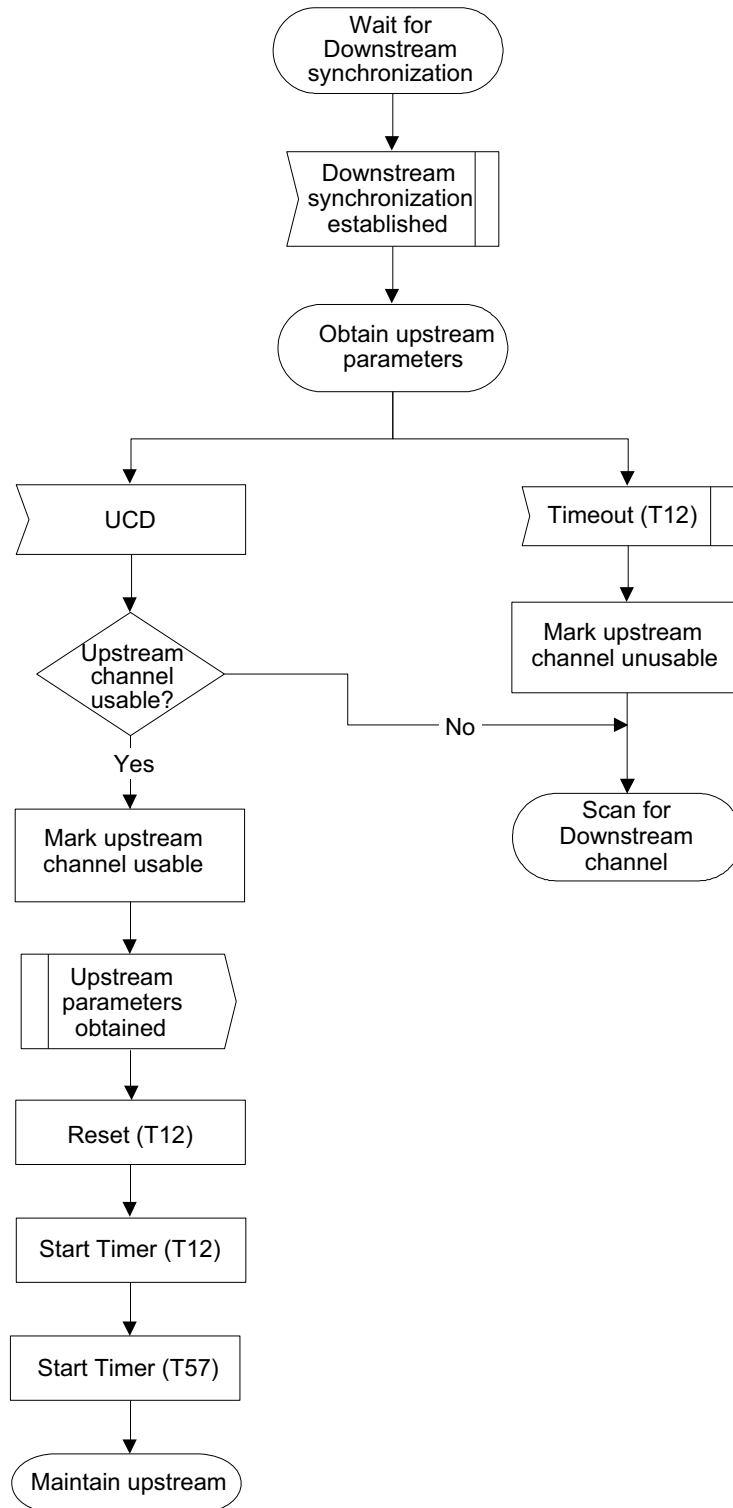 Wait for
Downstream
synchronization
Downstream
synchronization
established
Obtain upstream
parameters
UCD
Timeout (T12)
Upstream
channel
usable?
Mark upstream
channel unusable
No
Yes
Mark upstream
channel usable
Scan for
Downstream
channel
Upstream
parameters
obtained
Reset (T12)
Start Timer (T12)
Start Timer (T57)
Maintain upstream